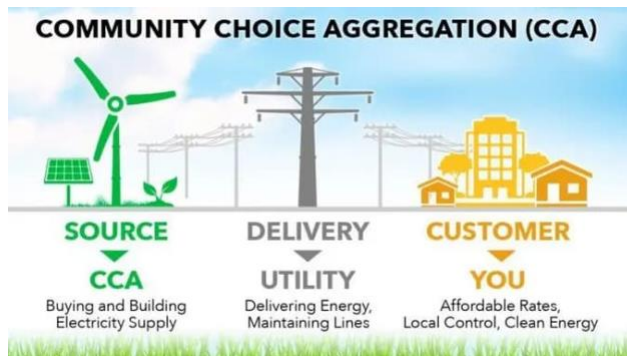 COMMUNITY CHOICE AGGREGATION (CCA)
SOURCE
CCA
Buying and Building
Electricity Supply
DELIVERY
UTILITY
Delivering Energy,
Maintaining Lines
CUSTOMER
YOU
Affordable Rates,
Local Control, Clean Energy